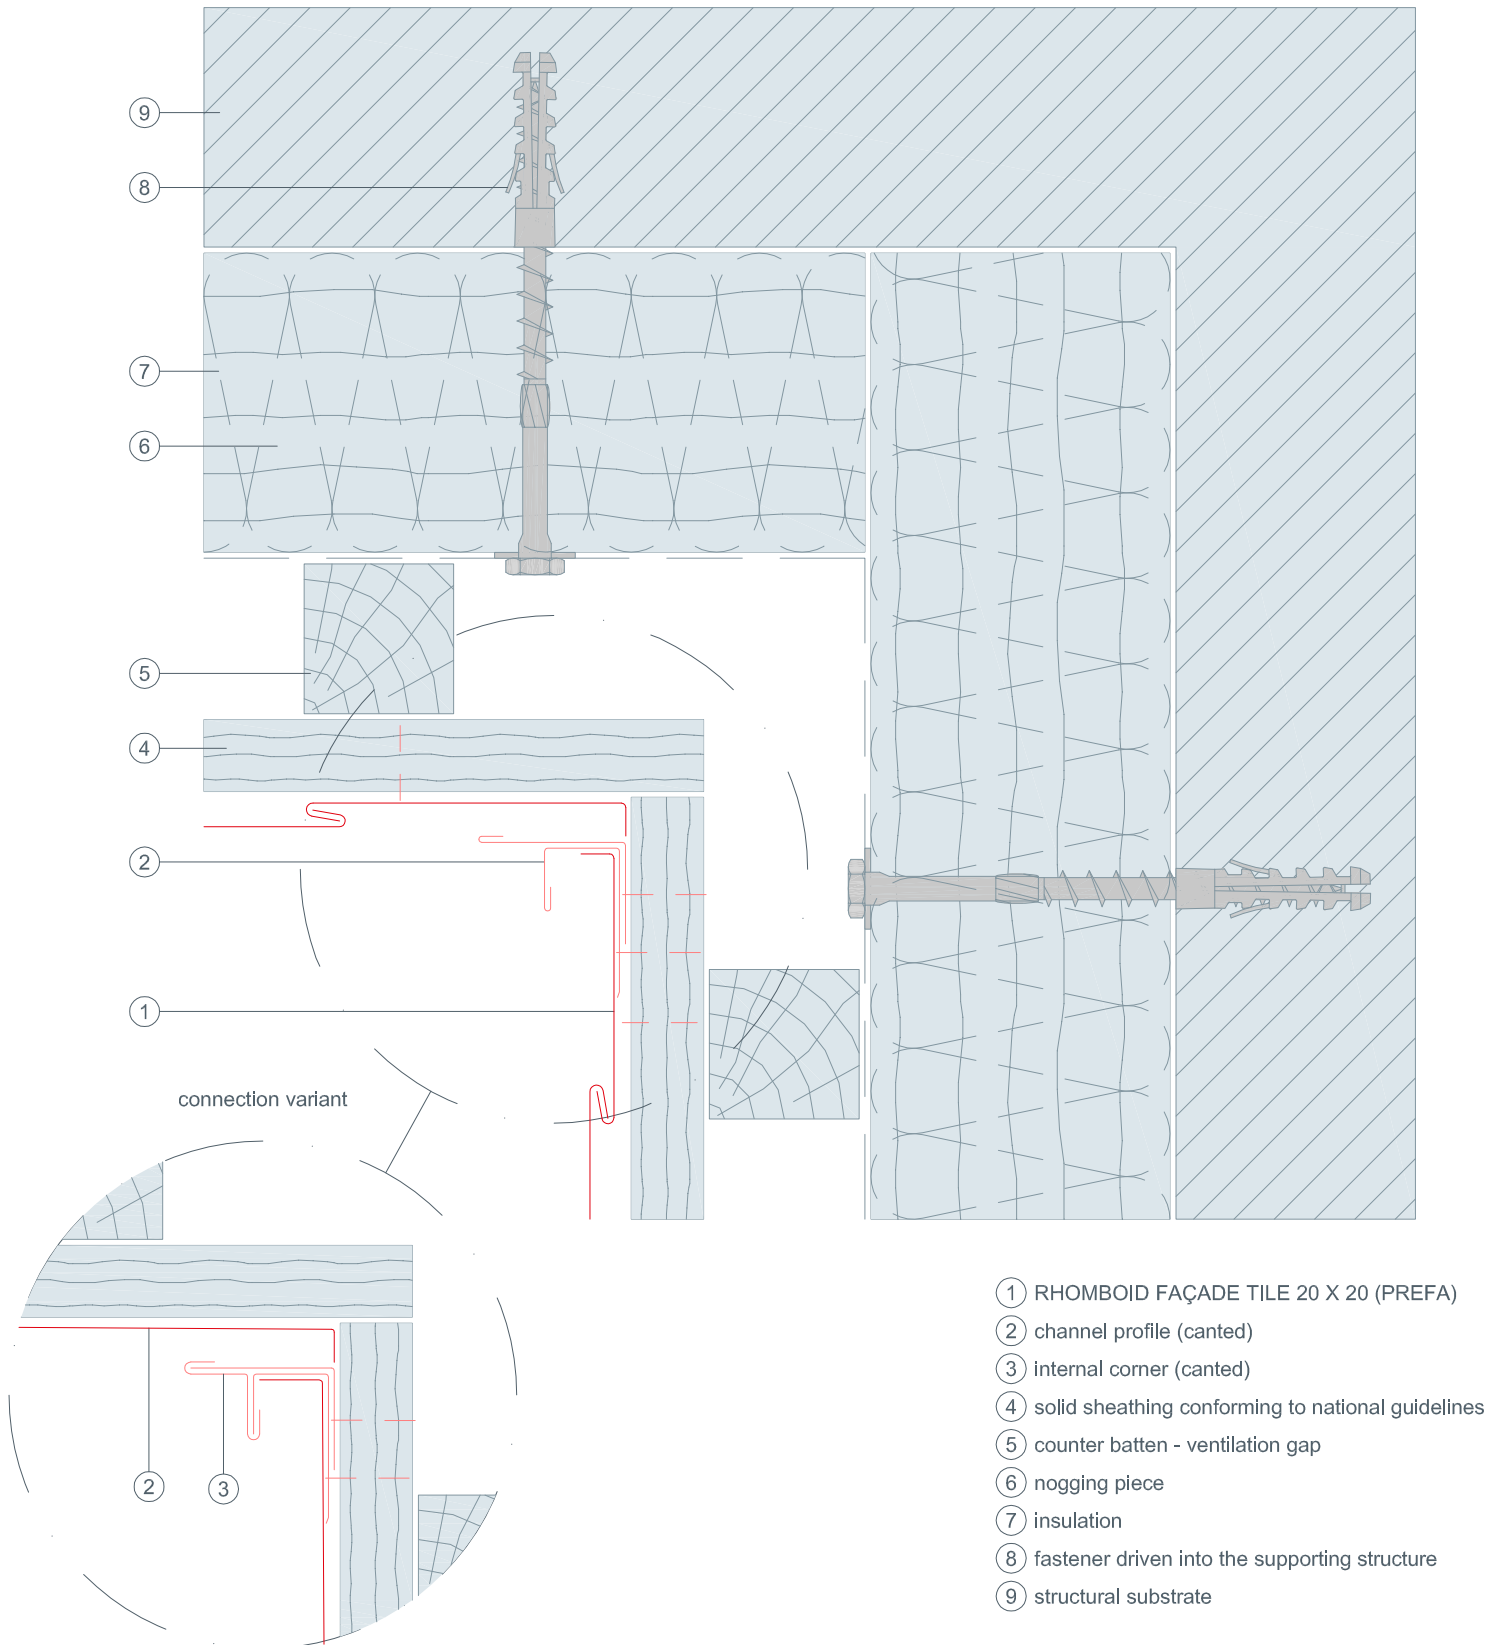 9
8
7
6
5
4
2
1
connection variant
2
3
1 RHOMBOID FAÇADE TILE 20 X 20 (PREFA)
2 channel profile (canted)
3 internal corner (canted)
4 solid sheathing conforming to national guidelines
5 counter batten - ventilation gap
6 nogging piece
7 insulation
8 fastener driven into the supporting structure
9 structural substrate